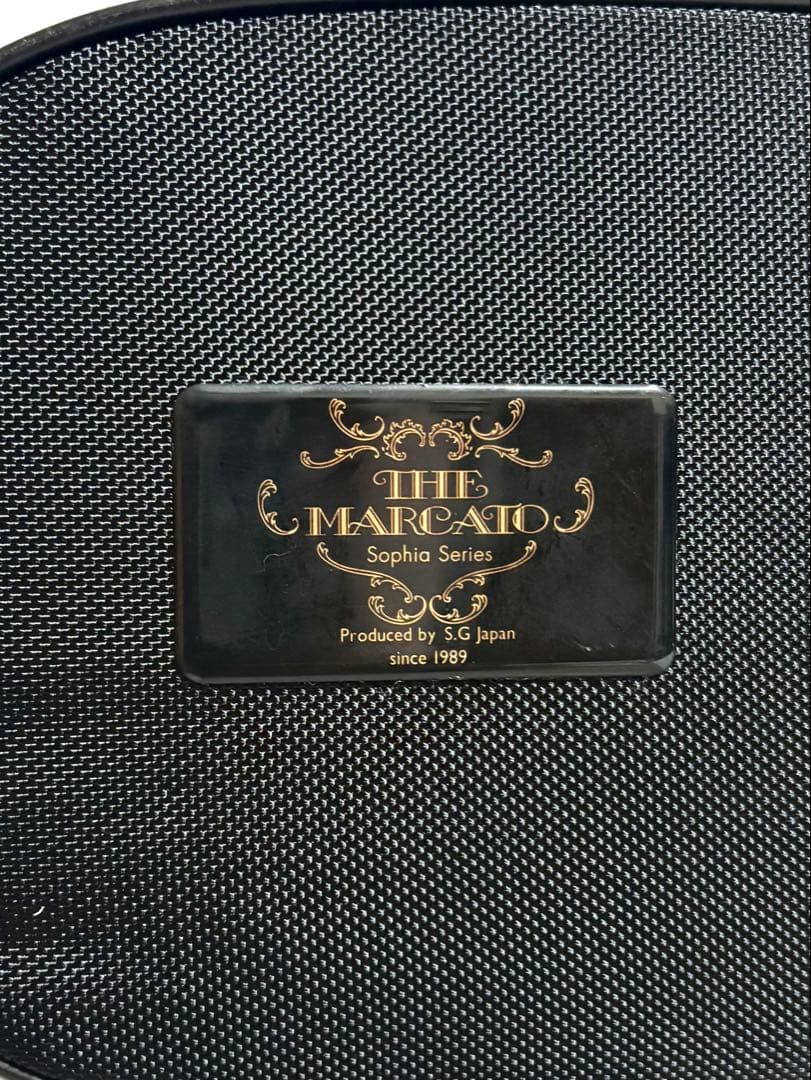 THE
MARCATO
Sophia Series
Produced by S.G Japan
since 1989